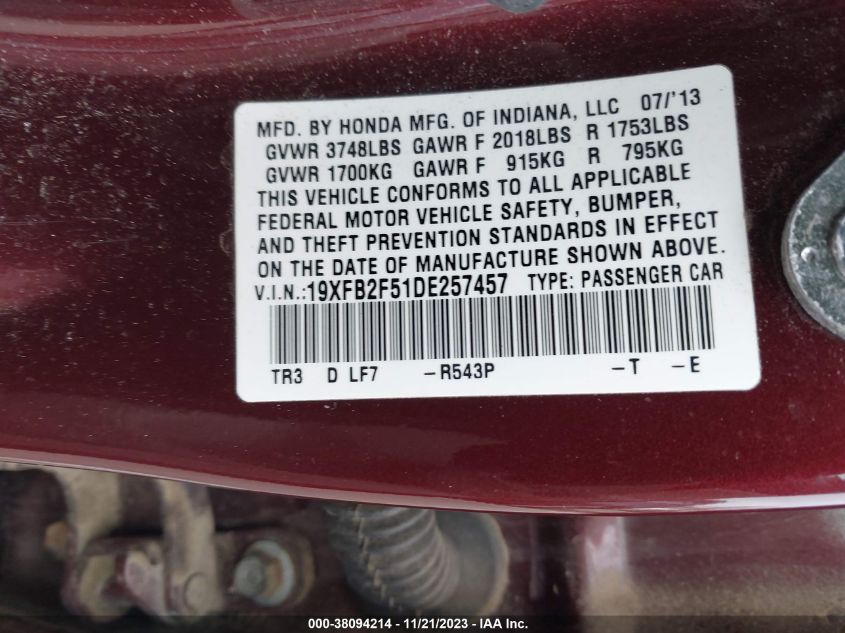 MFD. BY HONDA MFG. OF INDIANA, LLC 07/'13
GVWR 3748LBS GAWR F 2018LBS R 1753LBS
GVWR 1700KG GAWR F 915KG R 795KG
THIS VEHICLE CONFORMS TO ALL APPLICABLE
FEDERAL MOTOR VEHICLE SAFETY, BUMPER,
AND THEFT PREVENTION STANDARDS IN EFFECT
ON THE DATE OF MANUFACTURE SHOWN ABOVE.
V.I.N.:19XFB2F51DE257457 TYPE: PASSENGER CAR
TR3 D LF7 -R543P -T -E
000-38094214 - 11/21/2023 - IAA Inc.